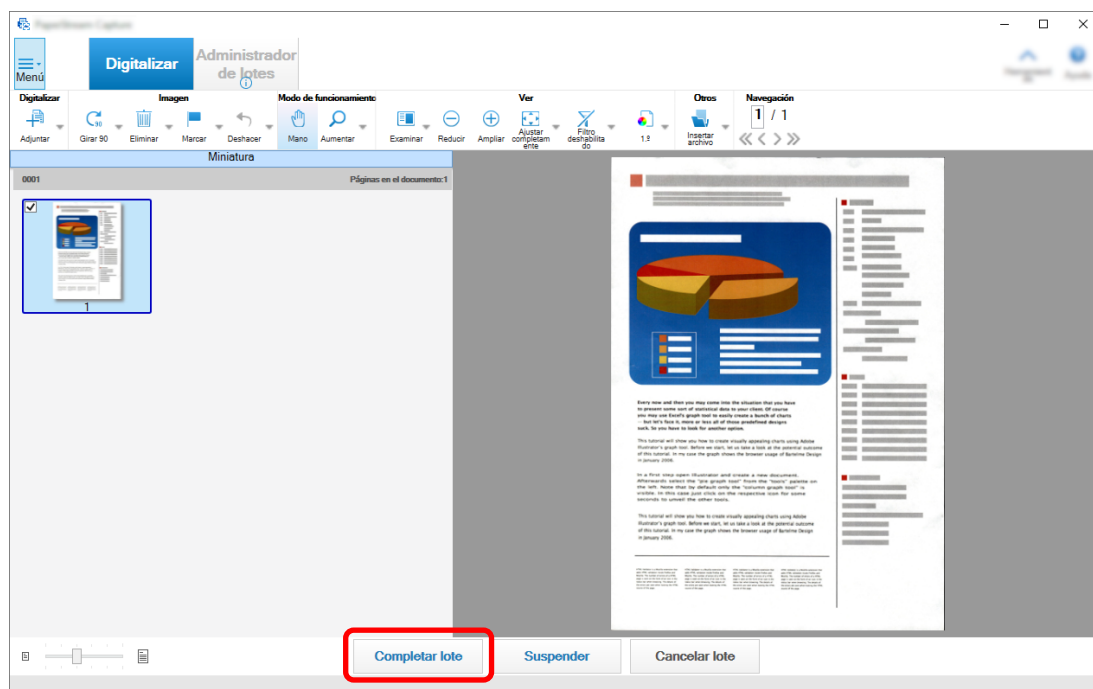 Menú
Digitalizar
Administrador
de lotes
Digitalizar
Imagen
Modo de funcionamiento
Ver
Otros
Navegación
Adjuntar
Girar 90
Eliminar
Marcar
Deshacer
Mano
Aumentar
Examinar
Reducir
Ampliar
Ajustar
completam
ente
Filtro
deshabilita
do
1.º
Insertar
archivo
1 / 1
Miniatura
0001
Páginas en el documento:1
1
Every now and then you may come into the situation that you have
to present some sort of statistical data to your client. Of course
you may use Excel's graph tool to easily create a bunch of charts
— but let's face it, more or less all of those predefined designs
suck. So you have to look for another option.
This tutorial will show you how to create visually appealing charts using Adobe
Illustrator's graph tool. Before we start, let us take a look at the potential outcome
of this tutorial. In my case the graph shows the browser usage of Barisline Design
in January 2008.
In a first step open Illustrator and create a new document.
Afterwards select the "pie graph tool" from the "tools" palette on
the left. Note that by default only the "column graph tool" is
visible. In this case just click on the respective icon for some
seconds to unveil the other tools.
This tutorial will show you how to create visually appealing charts using Adobe
Illustrator's graph tool. Before we start, let us take a look at the potential outcome
of this tutorial. In my case the graph shows the browser usage of Barisline Design
in January 2008.
Completar lote
Suspender
Cancelar lote